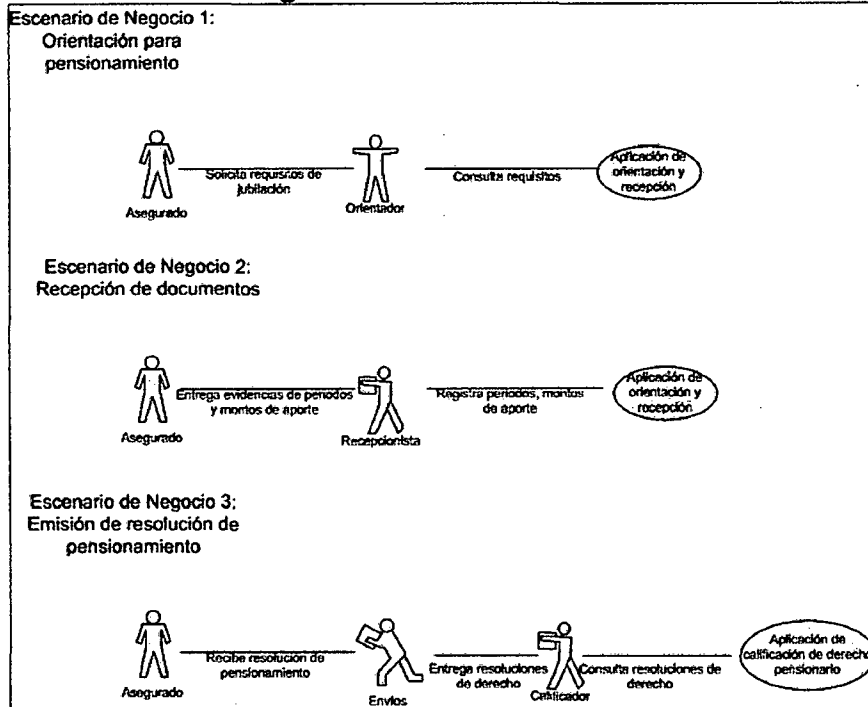 Escenario de Negocio 1:
Orientación para
pensionamiento
Solicita requisitos de
jubilación
Consulta requisitos
Aplicación de
orientación y
recepción
Asegurado
Orientador
Escenario de Negocio 2:
Recepción de documentos
Entrega evidencias de periodos
y montos de aporte
Registra periodos, montos
de aporte
Aplicación de
orientación y
recepción
Asegurado
Recepcionista
Escenario de Negocio 3:
Emisión de resolución de
pensionamiento
Recibe resolución de
pensionamiento
Entrega resoluciones
de derecho
Consulta resoluciones de
derecho
Aplicación de
calificación de derecho
pensionario
Asegurado
Envíos
Calificador